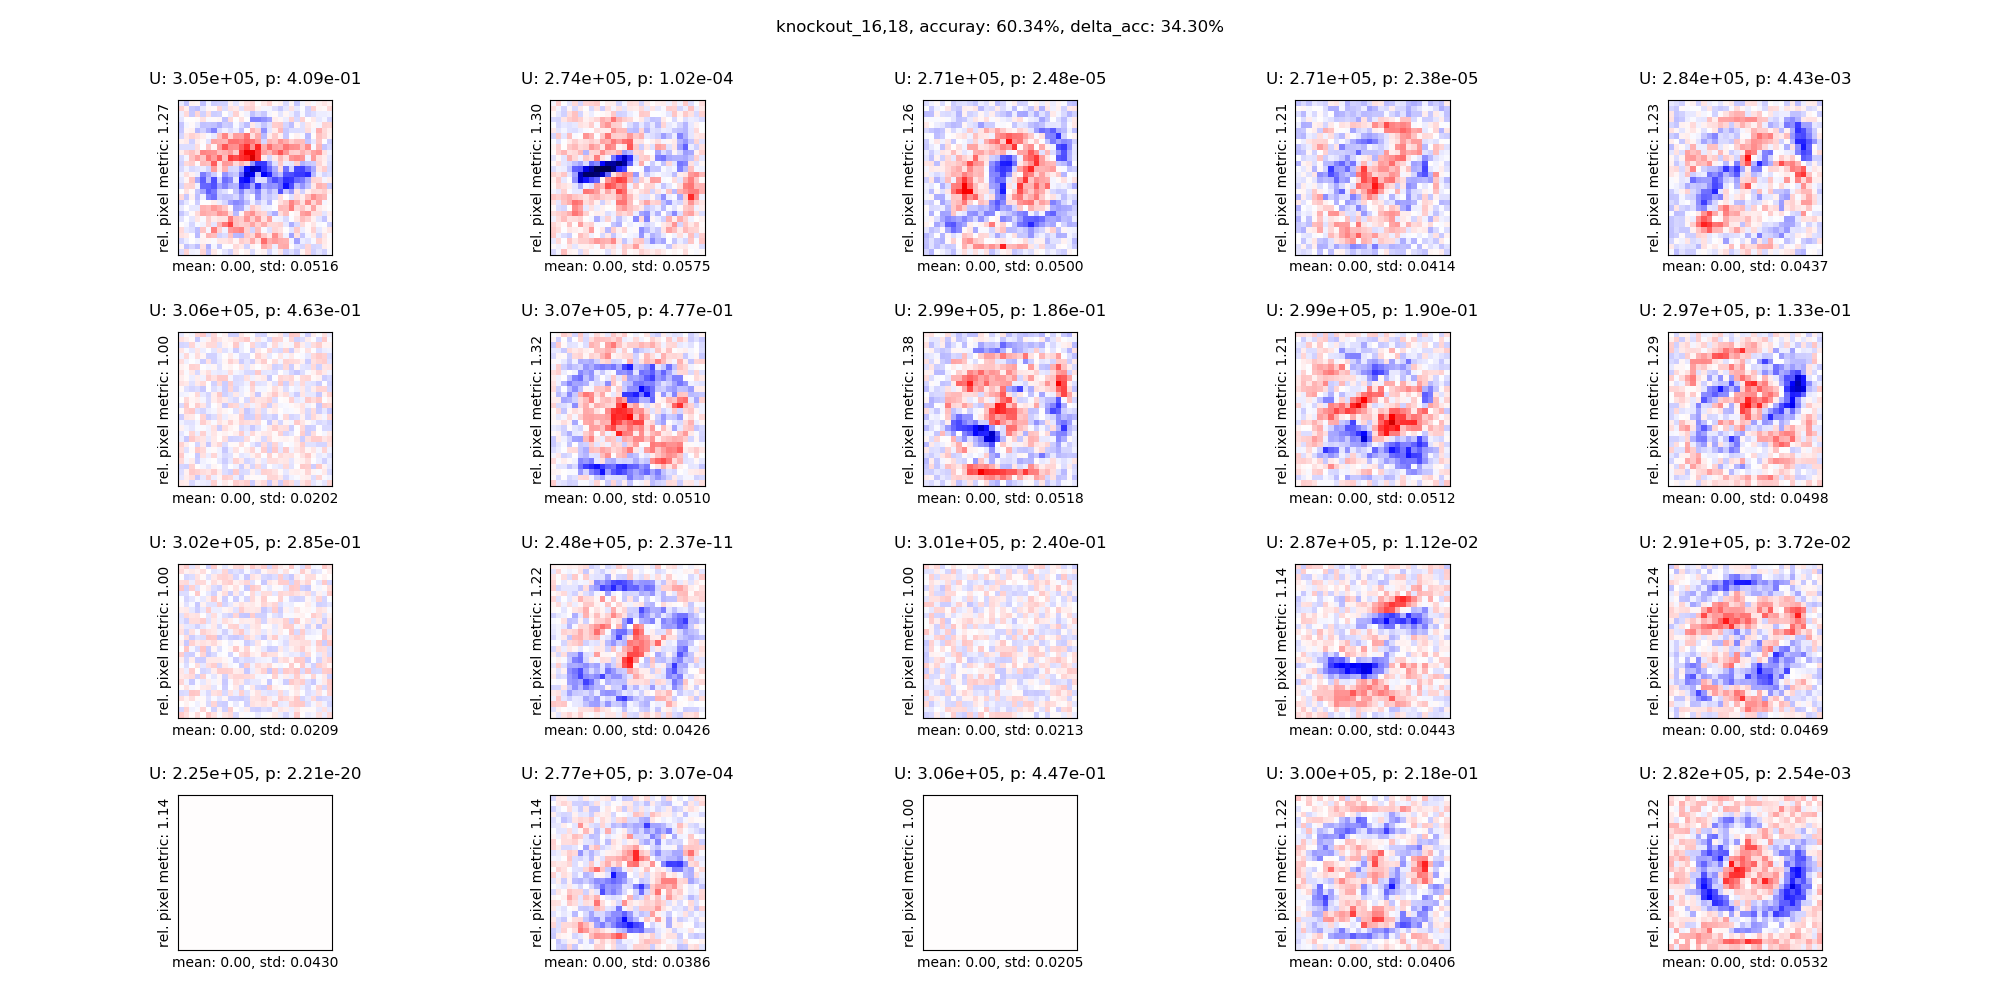 knockout_16,18, accuray: 60.34%, delta_acc: 34.30%
U: 3.05e+05, p: 4.09e-01
rel. pixel metric: 1.27
mean: 0.00, std: 0.0516
U: 2.74e+05, p: 1.02e-04
rel. pixel metric: 1.30
mean: 0.00, std: 0.0575
U: 2.71e+05, p: 2.48e-05
rel. pixel metric: 1.26
mean: 0.00, std: 0.0500
U: 2.71e+05, p: 2.38e-05
rel. pixel metric: 1.21
mean: 0.00, std: 0.0414
U: 2.84e+05, p: 4.43e-03
rel. pixel metric: 1.23
mean: 0.00, std: 0.0437
U: 3.06e+05, p: 4.63e-01
rel. pixel metric: 1.00
mean: 0.00, std: 0.0202
U: 3.07e+05, p: 4.77e-01
rel. pixel metric: 1.32
mean: 0.00, std: 0.0510
U: 2.99e+05, p: 1.86e-01
rel. pixel metric: 1.38
mean: 0.00, std: 0.0518
U: 2.99e+05, p: 1.90e-01
rel. pixel metric: 1.21
mean: 0.00, std: 0.0512
U: 2.97e+05, p: 1.33e-01
rel. pixel metric: 1.29
mean: 0.00, std: 0.0498
U: 3.02e+05, p: 2.85e-01
rel. pixel metric: 1.00
mean: 0.00, std: 0.0209
U: 2.48e+05, p: 2.37e-11
rel. pixel metric: 1.22
mean: 0.00, std: 0.0426
U: 3.01e+05, p: 2.40e-01
rel. pixel metric: 1.00
mean: 0.00, std: 0.0213
U: 2.87e+05, p: 1.12e-02
rel. pixel metric: 1.14
mean: 0.00, std: 0.0443
U: 2.91e+05, p: 3.72e-02
rel. pixel metric: 1.24
mean: 0.00, std: 0.0469
U: 2.25e+05, p: 2.21e-20
rel. pixel metric: 1.14
mean: 0.00, std: 0.0430
U: 2.77e+05, p: 3.07e-04
rel. pixel metric: 1.14
mean: 0.00, std: 0.0386
U: 3.06e+05, p: 4.47e-01
rel. pixel metric: 1.00
mean: 0.00, std: 0.0205
U: 3.00e+05, p: 2.18e-01
rel. pixel metric: 1.22
mean: 0.00, std: 0.0406
U: 2.82e+05, p: 2.54e-03
rel. pixel metric: 1.22
mean: 0.00, std: 0.0532